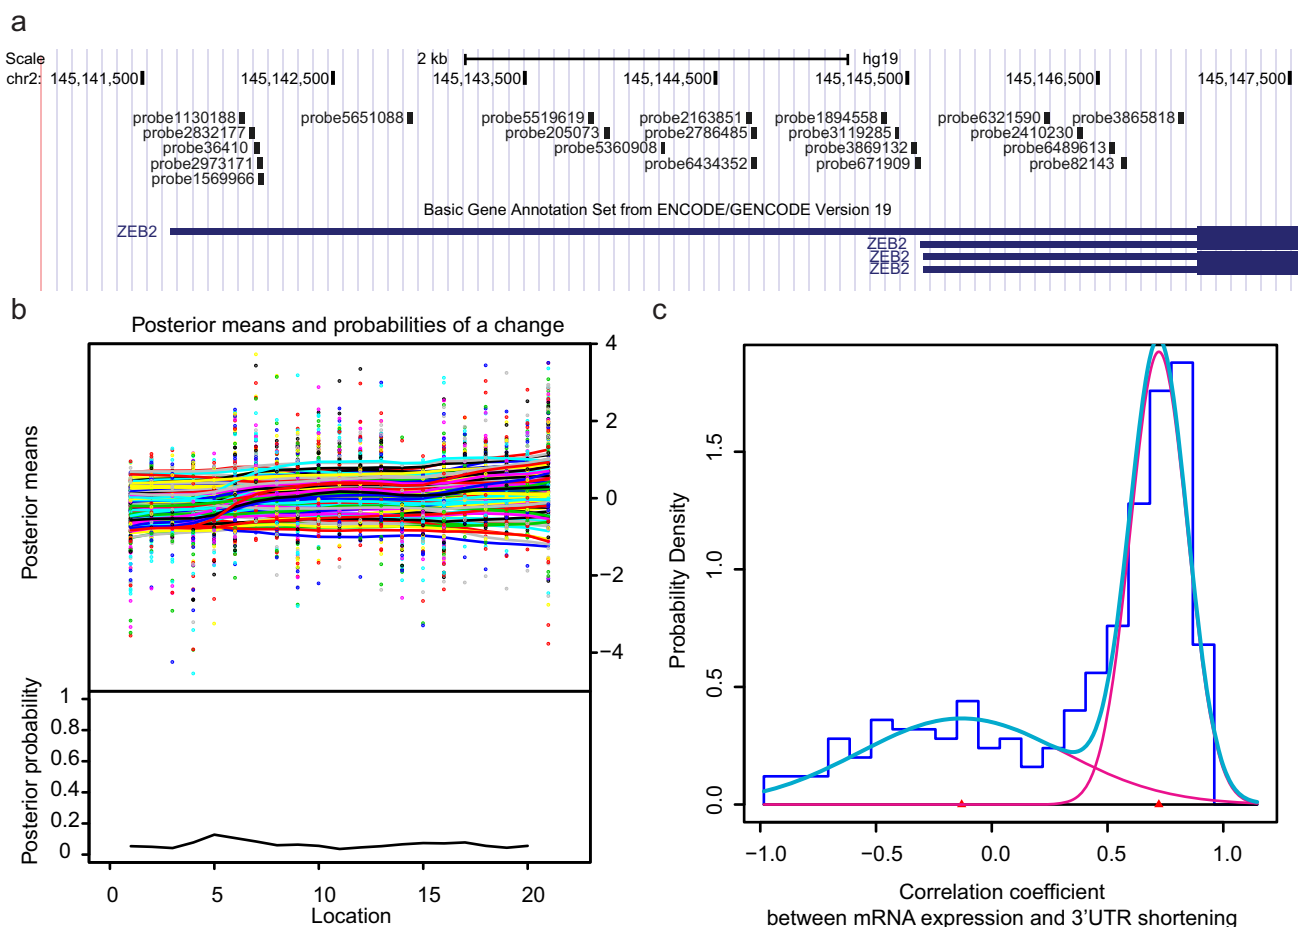 a
Scale 2 kb hg19
chr2: 145,141,500 145,142,500 145,143,500 145,144,500 145,145,500 145,146,500 145,147,500
probe1130188 probe5651088 probe5519619 probe2163851 probe1894558 probe6321590 probe3865818
probe2832177 probe205073 probe2786485 probe3119285 probe2410230
probe36410 probe5360908 probe3869132 probe6489613
probe2973171 probe6434352 probe671909 probe82143
probe1569966
Basic Gene Annotation Set from ENCODE/GENCODE Version 19
ZEB2
ZEB2
ZEB2
ZEB2
b
Posterior means and probabilities of a change
Posterior means
4
2
0
−2
−4
Posterior probability
1
0.8
0.6
0.4
0.2
0
0 5 10 15 20
Location
c
Probability Density
1.5
1.0
0.5
0.0
−1.0 −0.5 0.0 0.5 1.0
Correlation coefficient
between mRNA expression and 3'UTR shortening